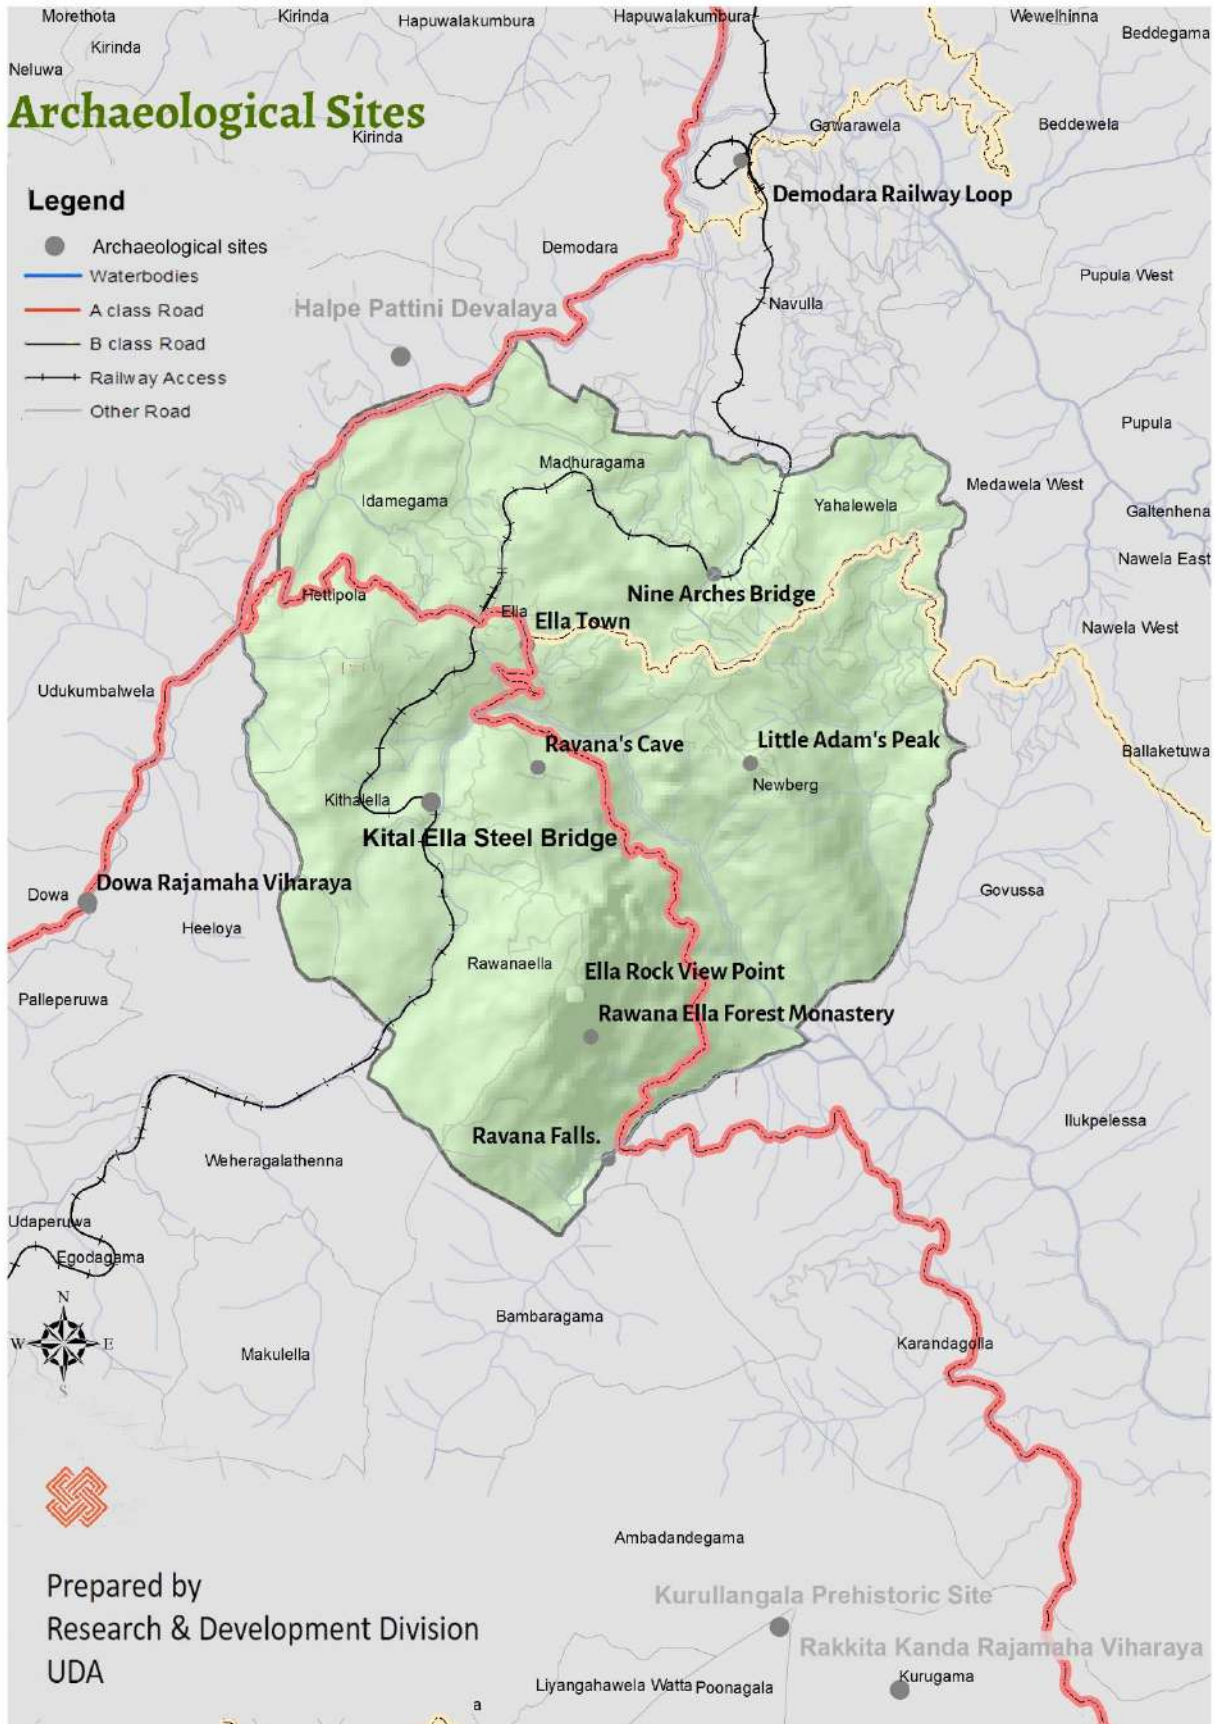 Morethota
Kirinda
Hapuwalakumbura
Hapuwalakumbura
Wewelhinna
Kirinda
Beddegama
Neluwa
Archaeological Sites
Kirinda
Gawarawela
Beddewela
Legend
Demodara Railway Loop
Archaeological sites
Demodara
Waterbodies
Pupula West
A class Road
Halpe Pattini Devalaya
Navulla
B class Road
Railway Access
Other Road
Pupula
Madhuragama
Medawela West
Idamegama
Yahalewela
Galtenhena
Nawela East
Hettipola
Nine Arches Bridge
Ella
Ella Town
Nawela West
Udukumbalwela
Ravana's Cave
Little Adam's Peak
Ballaketuwa
Newberg
Kithalella
Kital Ella Steel Bridge
Dowa Rajamaha Viharaya
Dowa
Govussa
Heeloya
Rawanaella
Ella Rock View Point
Palleperuwa
Rawana Ella Forest Monastery
Ilukpelessa
Ravana Falls.
Weheragalathenna
Udaperuwa
Egodagama
N
W E
S
Bambaragama
Karandagolla
Makulella
Ambadandegama
Prepared by
Research & Development Division
UDA
Kurullangala Prehistoric Site
Rakkita Kanda Rajamaha Viharaya
Kurugama
Liyangahawela Watta
Poonagala
a